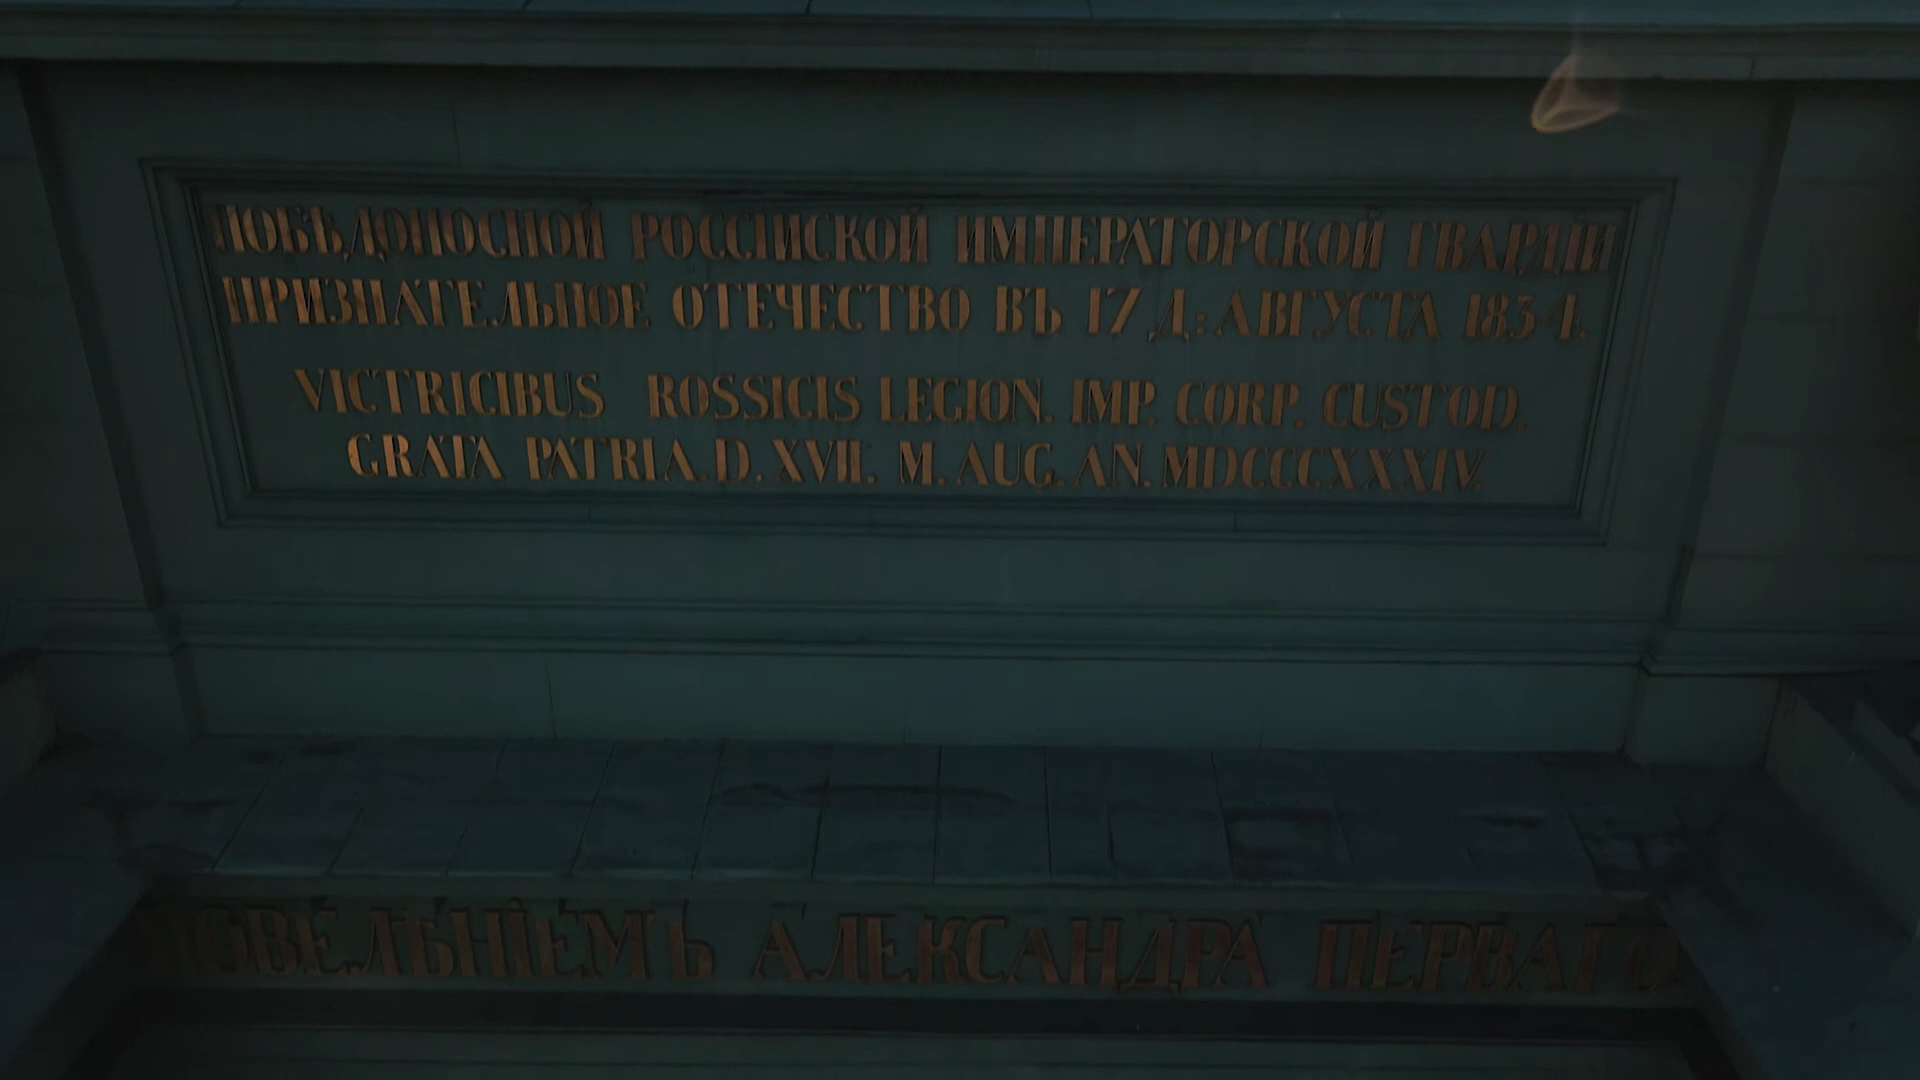 ПОБѢДОНОСНОЙ РОССІЙСКОЙ ИМПЕРАТОРСКОЙ ГВАРДІИ
ПРИЗНАТЕЛЬНОЕ ОТЕЧЕСТВО ВЪ 17 Д: АВГУСТА 1834.
VICTRICIBUS ROSSICIS LEGION. IMP. CORP. CUSTOD.
GRATA PATRIA.D. XVII. M. AUG. AN. MDCCCXXXIV.
ПОВЕЛѢНІЕМЪ АЛЕКСАНДРА ПЕРВАГО